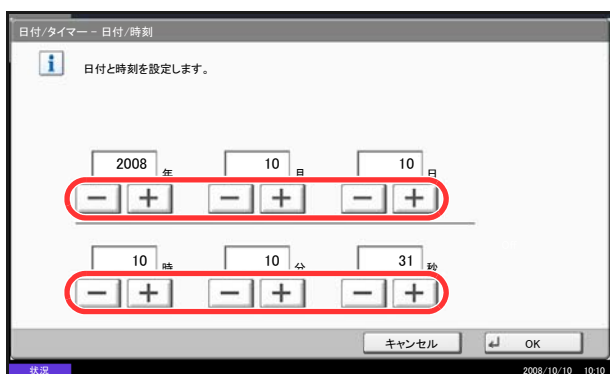 日付/タイマー - 日付/時刻
日付と時刻を設定します。
2008 年 10 月 10 日
− + − + − +
10 時 10 分 31 秒
− + − + − +
キャンセル OK
状況 2008/10/10 10:10